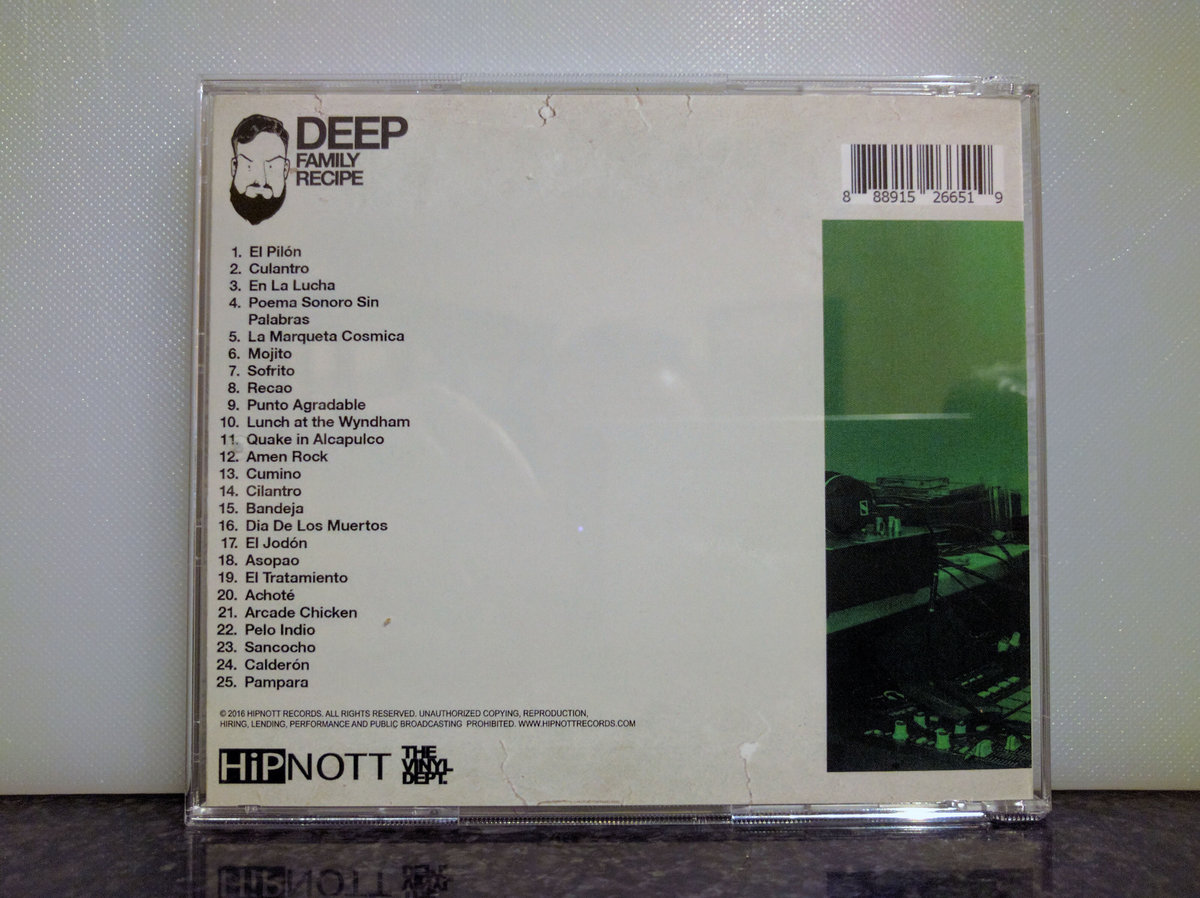 DEEP
FAMILY
RECIPE
8 88915 26651 9
1. El Pilón
2. Culantro
3. En La Lucha
4. Poema Sonoro Sin
Palabras
5. La Marqueta Cosmica
6. Mojito
7. Sofrito
8. Recao
9. Punto Agradable
10. Lunch at the Wyndham
11. Quake in Alcapulco
12. Amen Rock
13. Cumino
14. Cilantro
15. Bandeja
16. Dia De Los Muertos
17. El Jodón
18. Asopao
19. El Tratamiento
20. Achoté
21. Arcade Chicken
22. Pelo Indio
23. Sancocho
24. Calderón
25. Pampara
© 2016 HIPNOTT RECORDS. ALL RIGHTS RESERVED. UNAUTHORIZED COPYING, REPRODUCTION,
HIRING, LENDING, PERFORMANCE AND PUBLIC BROADCASTING PROHIBITED. WWW.HIPNOTTRECORDS.COM
HiPNOTT
THE
VINYL
DEPT.